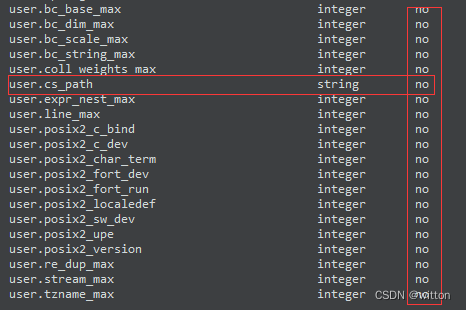 user.bc_base_max integer no
user.bc_dim_max integer no
user.bc_scale_max integer no
user.bc_string_max integer no
user.coll_weights_max integer no
user.cs_path string no
user.expr_nest_max integer no
user.line_max integer no
user.posix2_c_bind integer no
user.posix2_c_dev integer no
user.posix2_char_term integer no
user.posix2_fort_dev integer no
user.posix2_fort_run integer no
user.posix2_localedef integer no
user.posix2_sw_dev integer no
user.posix2_upe integer no
user.posix2_version integer no
user.re_dup_max integer no
user.stream_max integer no
user.tzname_max integer no
CSDN @witton